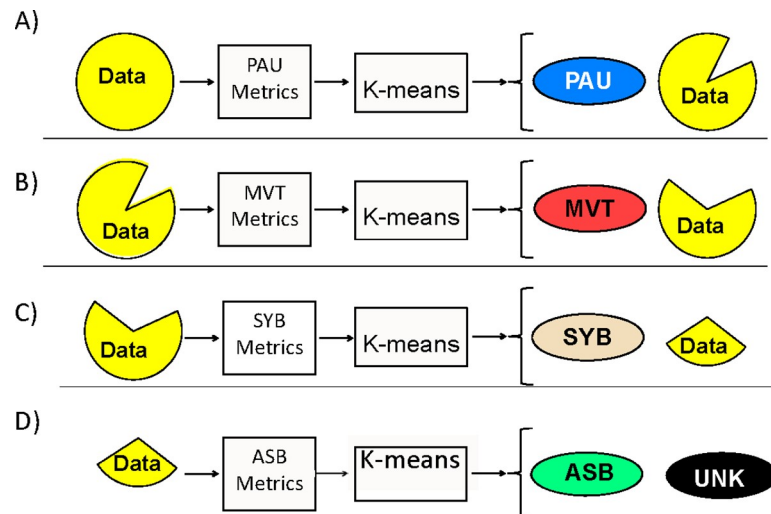 A)
Data
PAU
Metrics
K-means
PAU
Data
B)
Data
MVT
Metrics
K-means
MVT
Data
C)
Data
SYB
Metrics
K-means
SYB
Data
D)
Data
ASB
Metrics
K-means
ASB
UNK